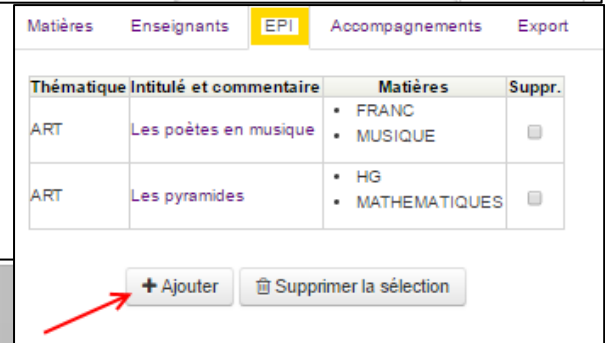 Matières Enseignants EPI Accompagnements Export
Thématique Intitulé et commentaire Matières Suppr.
ART Les poètes en musique • FRANC
• MUSIQUE
ART Les pyramides • HG
• MATHEMATIQUES
+ Ajouter Supprimer la sélection